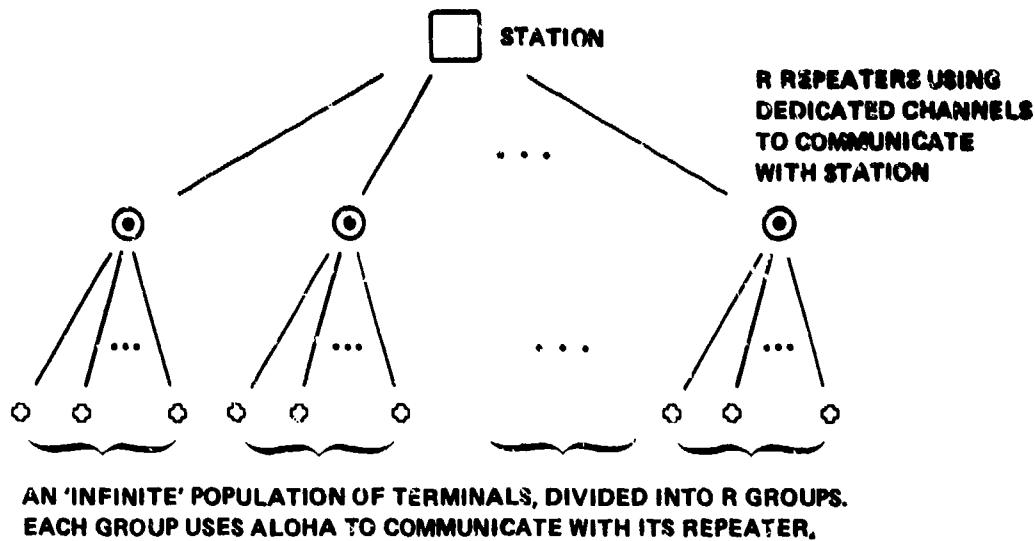 STATION
R REPEATERS USING
DEDICATED CHANNELS
TO COMMUNICATE
WITH STATION
AN 'INFINITE' POPULATION OF TERMINALS, DIVIDED INTO R GROUPS.
EACH GROUP USES ALOHA TO COMMUNICATE WITH ITS REPEATER.